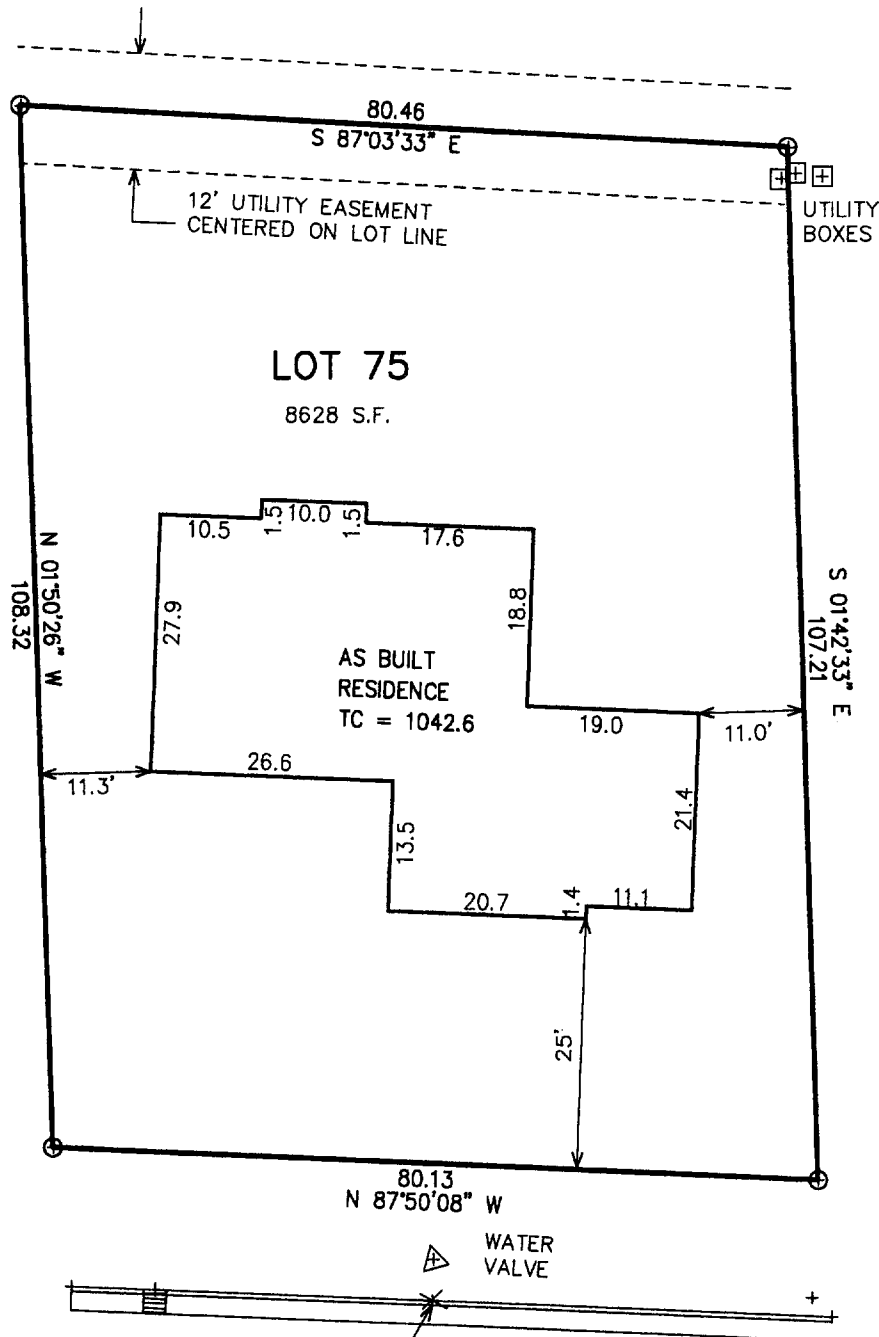 80.46
S 87°03'33" E
12' UTILITY EASEMENT
CENTERED ON LOT LINE
UTILITY
BOXES
LOT 75
8628 S.F.
10.5
1.5
10.0
1.5
17.6
N 01°50'26" W
108.32
27.9
18.8
S 01°42'33" E
107.21
AS BUILT
RESIDENCE
TC = 1042.6
19.0
11.0'
26.6
11.3'
13.5
21.4
20.7
1.4
11.1
25'
80.13
N 87°50'08" W
WATER
VALVE